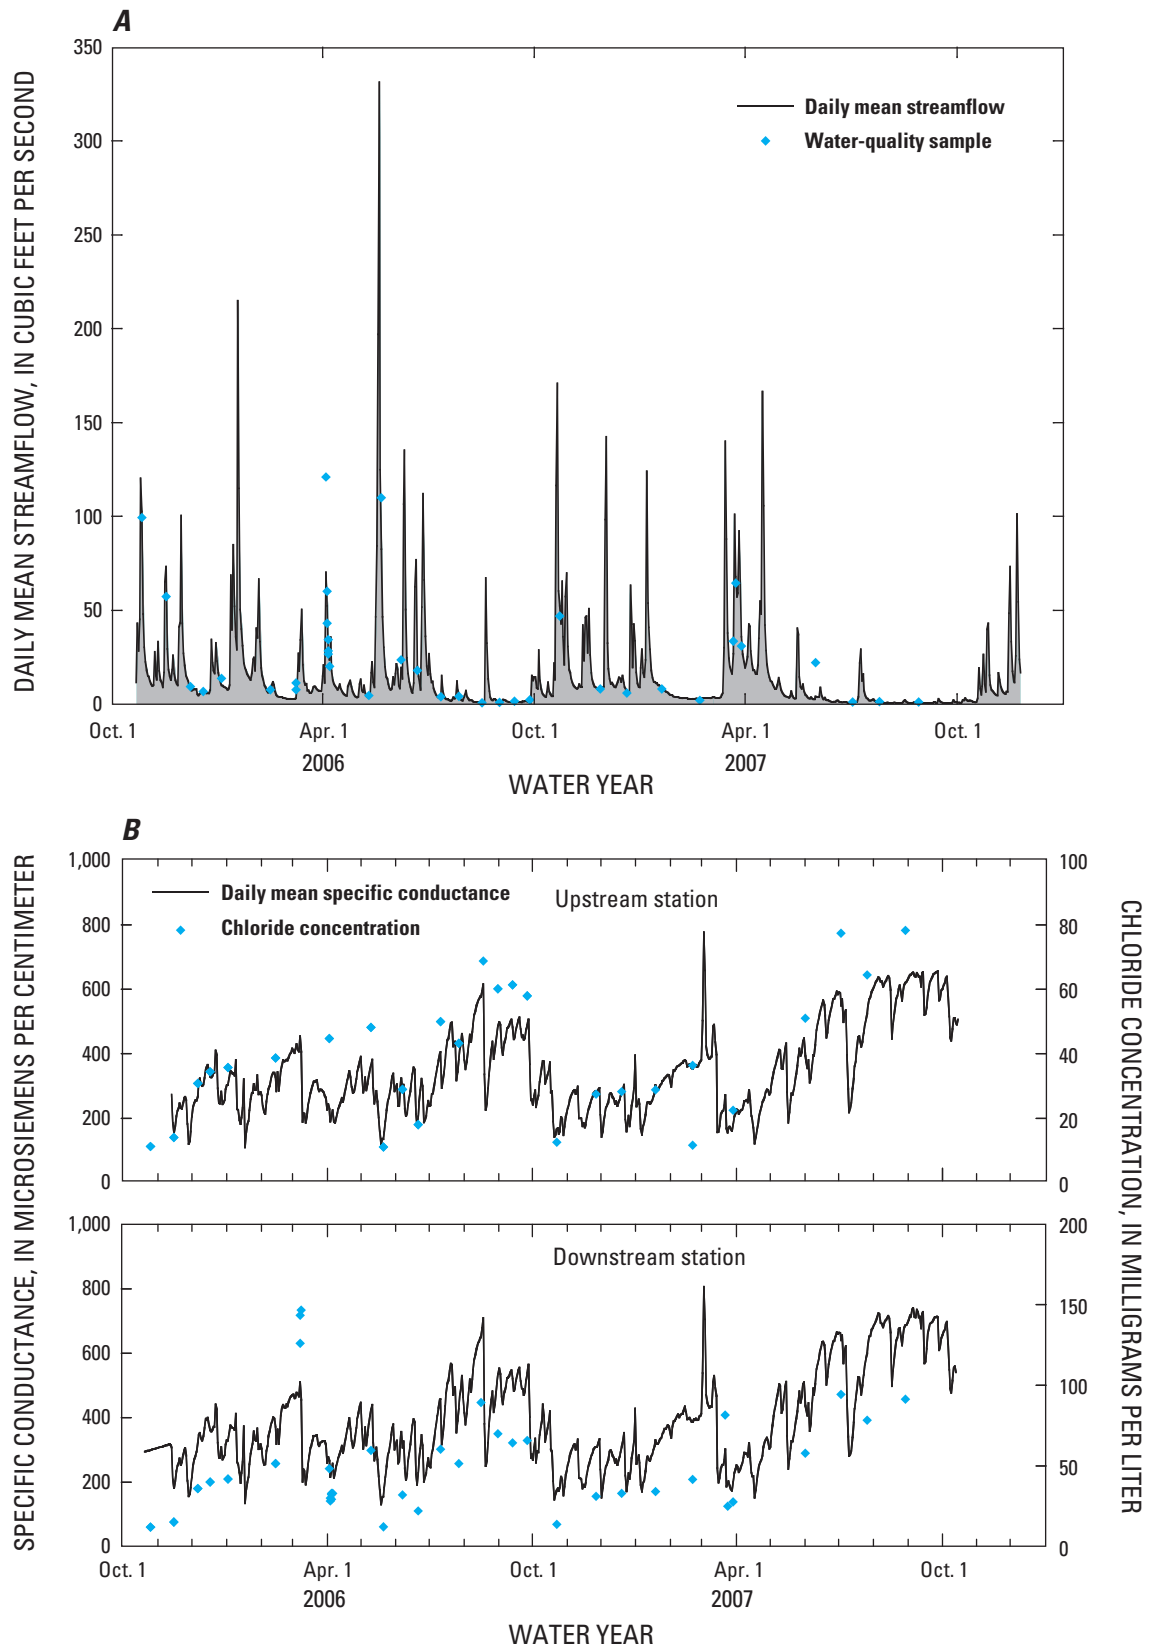 A
DAILY MEAN STREAMFLOW, IN CUBIC FEET PER SECOND
350
300
250
200
150
100
50
0
Daily mean streamflow
Water-quality sample
Oct. 1
Apr. 1
Oct. 1
Apr. 1
Oct. 1
2006
2007
WATER YEAR
B
SPECIFIC CONDUCTANCE, IN MICROSIEMENS PER CENTIMETER
CHLORIDE CONCENTRATION, IN MILLIGRAMS PER LITER
1,000
800
600
400
200
0
Daily mean specific conductance
Chloride concentration
Upstream station
100
80
60
40
20
0
1,000
800
600
400
200
0
Downstream station
200
150
100
50
0
Oct. 1
Apr. 1
Oct. 1
Apr. 1
Oct. 1
2006
2007
WATER YEAR